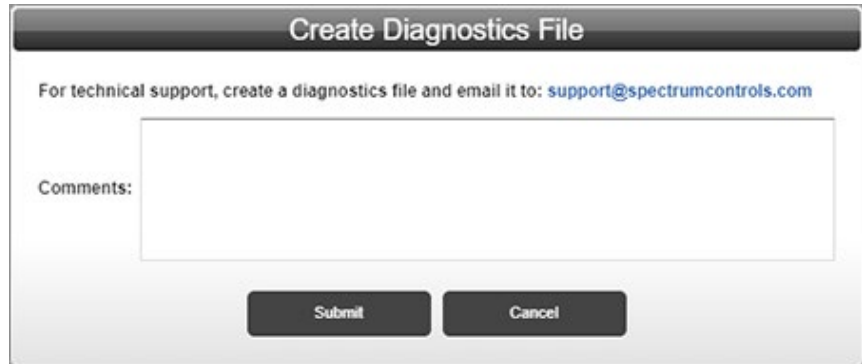 Create Diagnostics File
For technical support, create a diagnostics file and email it to: support@spectrumcontrols.com
Comments:
Submit Cancel